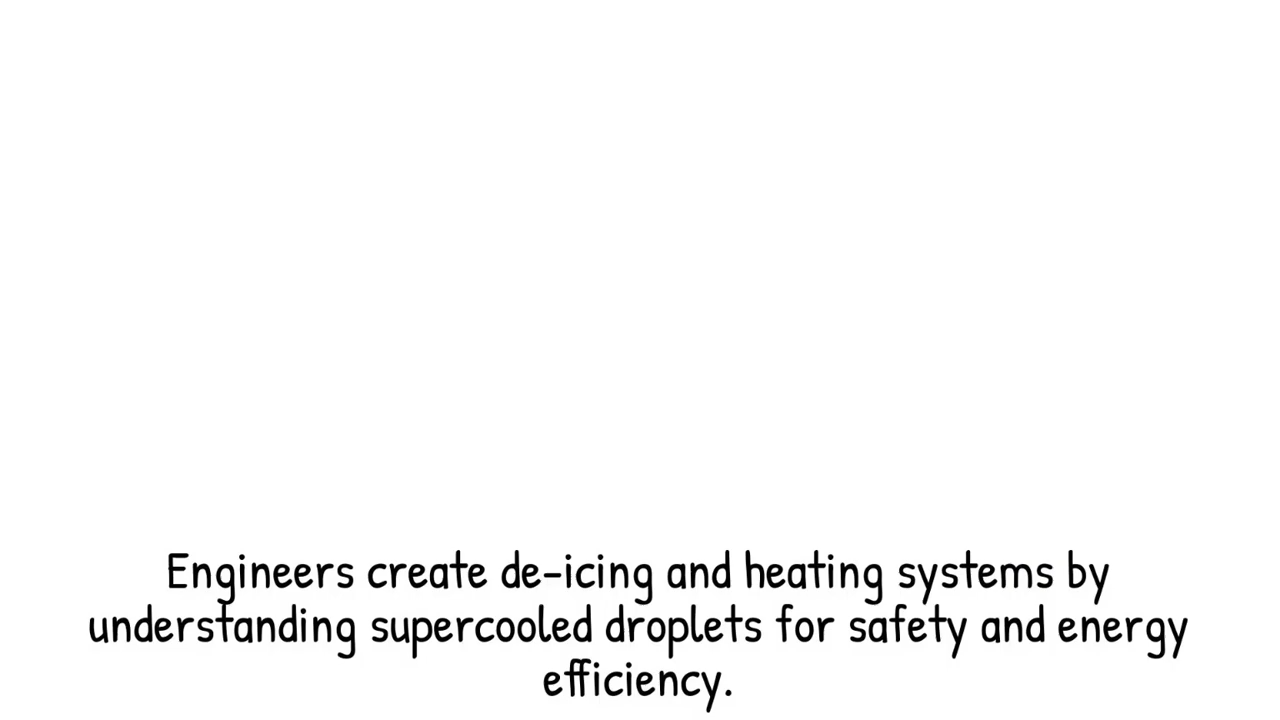 Engineers create de-icing and heating systems by
understanding supercooled droplets for safety and energy
efficiency.